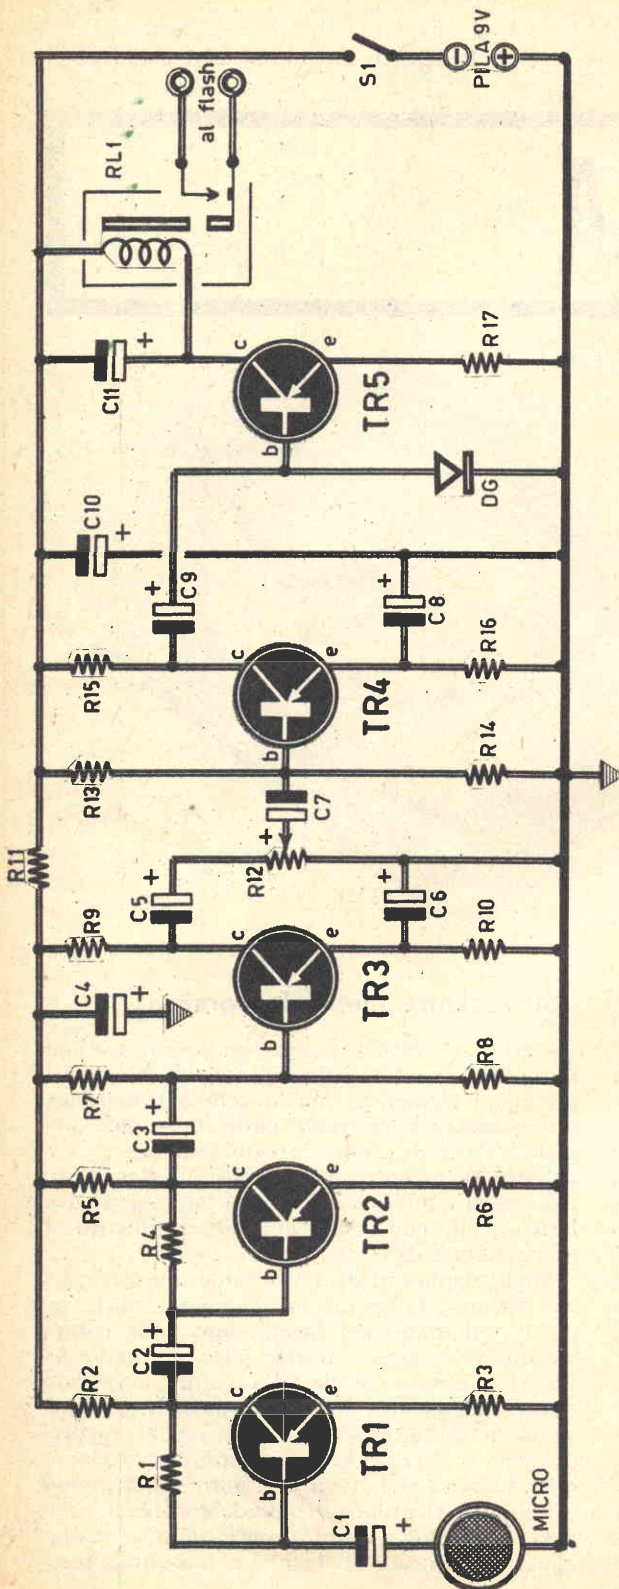 R11
R2
R5
R7
C4
R9
R13
R15
C10
C11
RL1
+
+
+
R1
C2
+
R4
C3
+
C5
+
C9
+
al flash
c
c
c
c
c
R12
+
b
b
b
b
b
C7
e
e
e
e
e
C1
+
TR1
TR2
TR3
TR4
TR5
S1
C6
+
C8
+
R3
R6
R8
R10
R14
R16
DG
R17
− PILA 9V +
MICRO